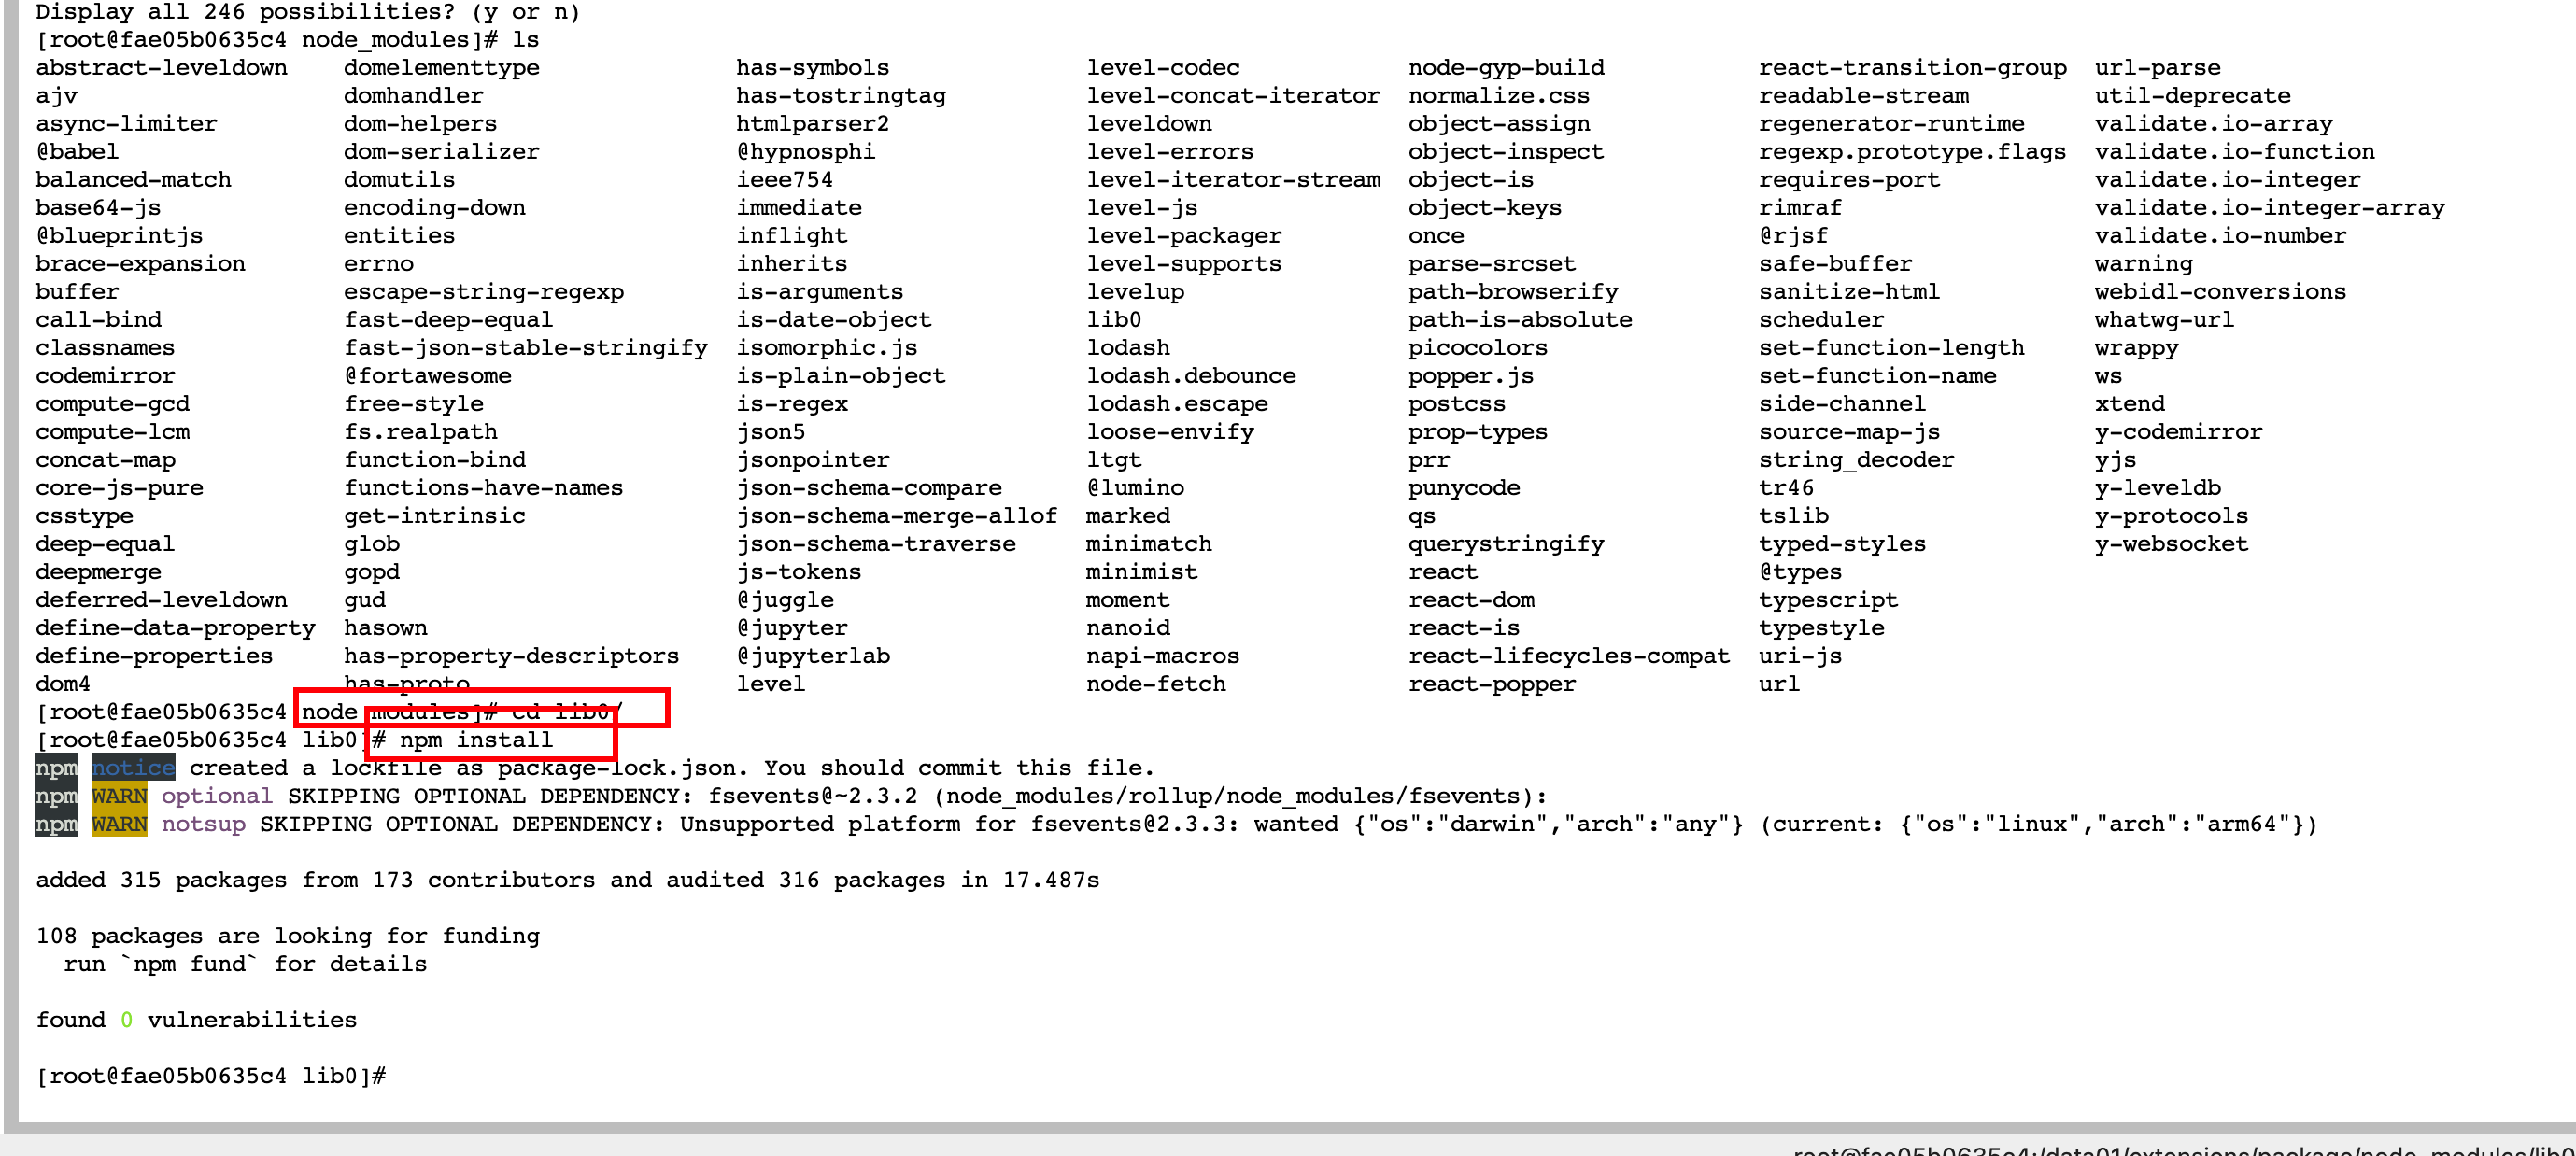 Display all 246 possibilities? (y or n)
[root@fae05b0635c4 node_modules]# ls
abstract-leveldown domelementtype has-symbols level-codec node-gyp-build react-transition-group url-parse
ajv domhandler has-tostringtag level-concat-iterator normalize.css readable-stream util-deprecate
async-limiter dom-helpers htmlparser2 leveldown object-assign regenerator-runtime validate.io-array
@babel dom-serializer @hypnosphi level-errors object-inspect regexp.prototype.flags validate.io-function
balanced-match domutils ieee754 level-iterator-stream object-is requires-port validate.io-integer
base64-js encoding-down immediate level-js object-keys rimraf validate.io-integer-array
@blueprintjs entities inflight level-packager once @rjsf validate.io-number
brace-expansion errno inherits level-supports parse-srcset safe-buffer warning
buffer escape-string-regexp is-arguments levelup path-browserify sanitize-html webidl-conversions
call-bind fast-deep-equal is-date-object lib0 path-is-absolute scheduler whatwg-url
classnames fast-json-stable-stringify isomorphic.js lodash picocolors set-function-length wrappy
codemirror @fortawesome is-plain-object lodash.debounce popper.js set-function-name ws
compute-gcd free-style is-regex lodash.escape postcss side-channel xtend
compute-lcm fs.realpath json5 loose-envify prop-types source-map-js y-codemirror
concat-map function-bind jsonpointer ltgt prr string_decoder yjs
core-js-pure functions-have-names json-schema-compare @lumino punycode tr46 y-leveldb
csstype get-intrinsic json-schema-merge-allof marked qs tslib y-protocols
deep-equal glob json-schema-traverse minimatch querystringify typed-styles y-websocket
deepmerge gopd js-tokens minimist react @types
deferred-leveldown gud @juggle moment react-dom typescript
define-data-property hasown @jupyter nanoid react-is typestyle
define-properties has-property-descriptors @jupyterlab napi-macros react-lifecycles-compat uri-js
dom4 has-proto level node-fetch react-popper url
[root@fae05b0635c4 node_modules]# cd lib0/
[root@fae05b0635c4 lib0]# npm install
npm notice created a lockfile as package-lock.json. You should commit this file.
npm WARN optional SKIPPING OPTIONAL DEPENDENCY: fsevents@~2.3.2 (node_modules/rollup/node_modules/fsevents):
npm WARN notsup SKIPPING OPTIONAL DEPENDENCY: Unsupported platform for fsevents@2.3.3: wanted {"os":"darwin","arch":"any"} (current: {"os":"linux","arch":"arm64"})
added 315 packages from 173 contributors and audited 316 packages in 17.487s
108 packages are looking for funding
run `npm fund` for details
found 0 vulnerabilities
[root@fae05b0635c4 lib0]#
root@fae05b0635c4:/data01/extensions/package/node_modules/lib0